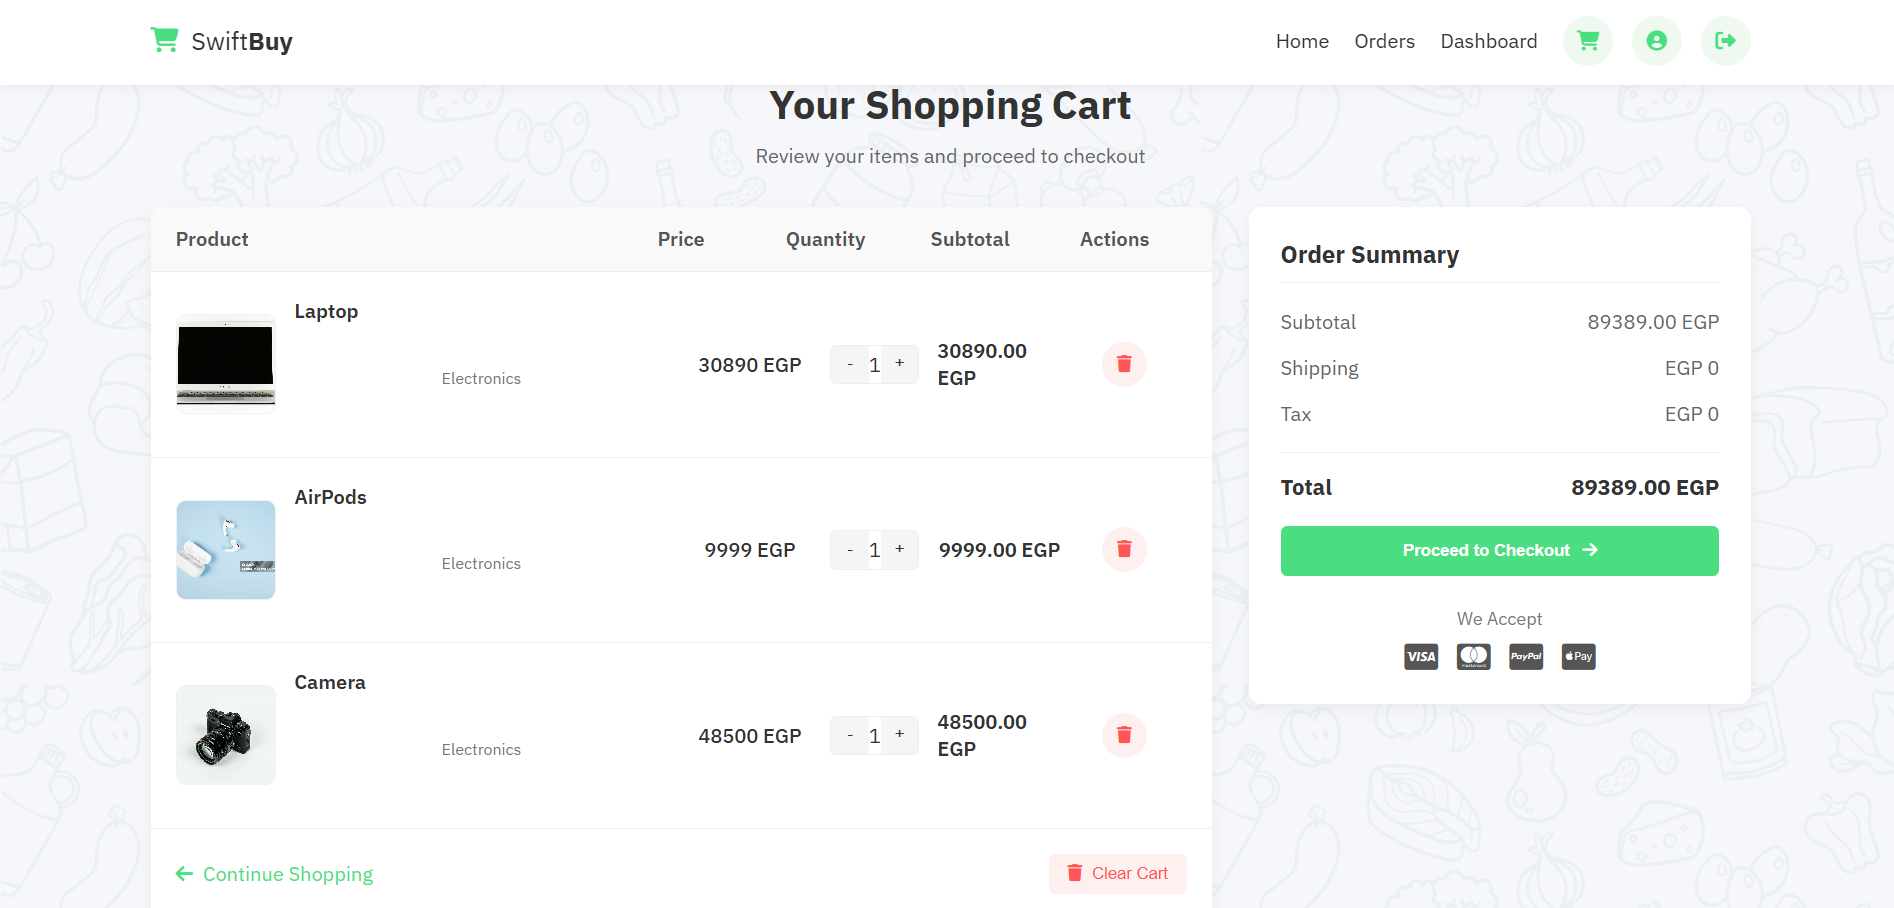 SwiftBuy
Home Orders Dashboard
Your Shopping Cart
Review your items and proceed to checkout
Product Price Quantity Subtotal Actions
Laptop
Electronics
30890 EGP
- 1 +
30890.00
EGP
AirPods
Electronics
9999 EGP
- 1 +
9999.00 EGP
Camera
Electronics
48500 EGP
- 1 +
48500.00
EGP
Continue Shopping
Clear Cart
Order Summary
Subtotal 89389.00 EGP
Shipping EGP 0
Tax EGP 0
Total 89389.00 EGP
Proceed to Checkout
We Accept
VISA
mastercard
PayPal
Pay